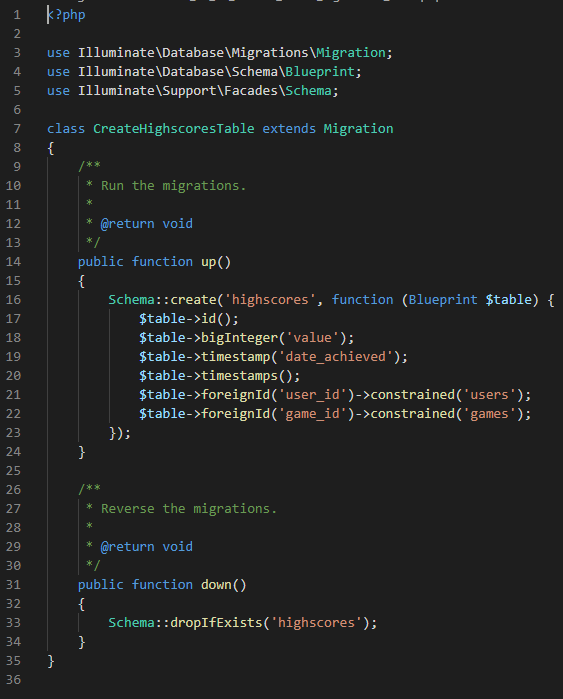 1 <?php
2
3 use Illuminate\Database\Migrations\Migration;
4 use Illuminate\Database\Schema\Blueprint;
5 use Illuminate\Support\Facades\Schema;
6
7 class CreateHighscoresTable extends Migration
8 {
9     /**
10      * Run the migrations.
11      *
12      * @return void
13      */
14     public function up()
15     {
16         Schema::create('highscores', function (Blueprint $table) {
17             $table->id();
18             $table->bigInteger('value');
19             $table->timestamp('date_achieved');
20             $table->timestamps();
21             $table->foreignId('user_id')->constrained('users');
22             $table->foreignId('game_id')->constrained('games');
23         });
24     }
25
26     /**
27      * Reverse the migrations.
28      *
29      * @return void
30      */
31     public function down()
32     {
33         Schema::dropIfExists('highscores');
34     }
35 }
36